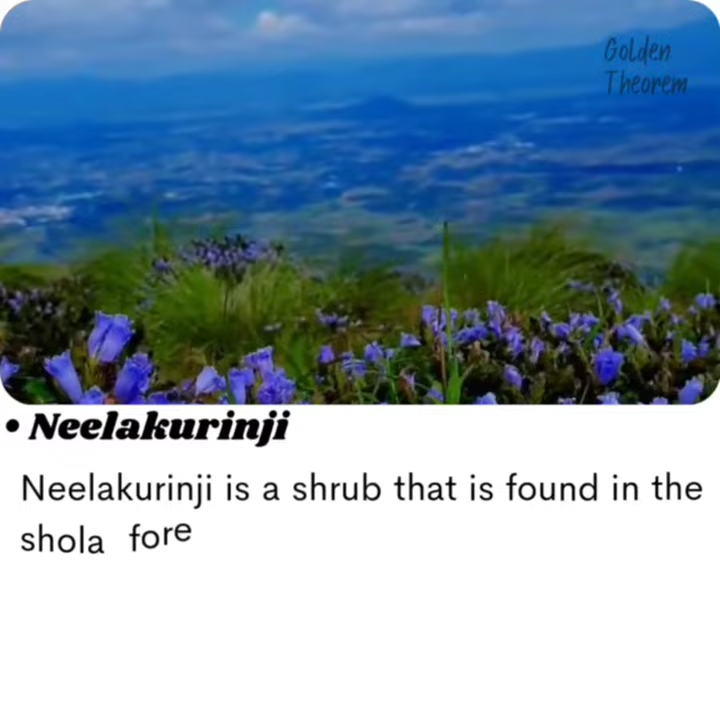 Golden
Theorem
• Neelakurinji
Neelakurinji is a shrub that is found in the
shola fore